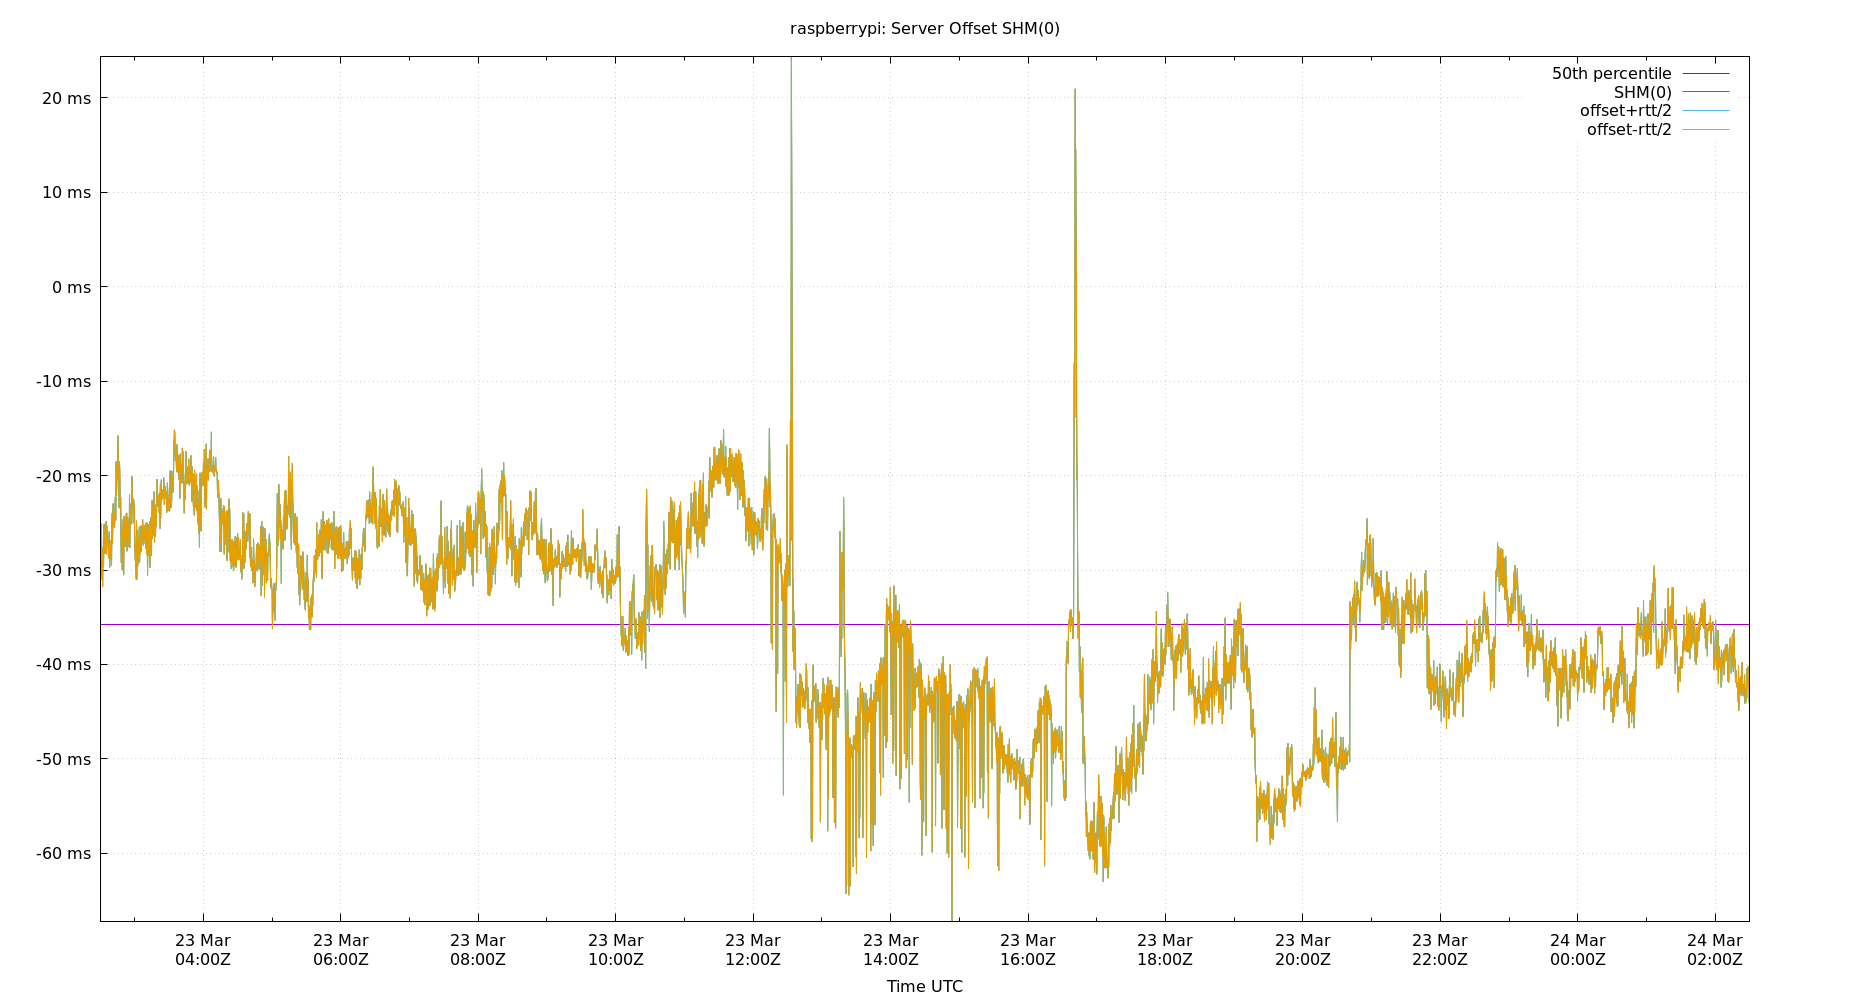 raspberrypi: Server Offset SHM(0)
50th percentile
SHM(0)
offset+rtt/2
offset-rtt/2
20 ms
10 ms
0 ms
-10 ms
-20 ms
-30 ms
-40 ms
-50 ms
-60 ms
23 Mar 23 Mar 23 Mar 23 Mar 23 Mar 23 Mar 23 Mar 23 Mar 23 Mar 23 Mar 24 Mar 24 Mar
04:00Z 06:00Z 08:00Z 10:00Z 12:00Z 14:00Z 16:00Z 18:00Z 20:00Z 22:00Z 00:00Z 02:00Z
Time UTC